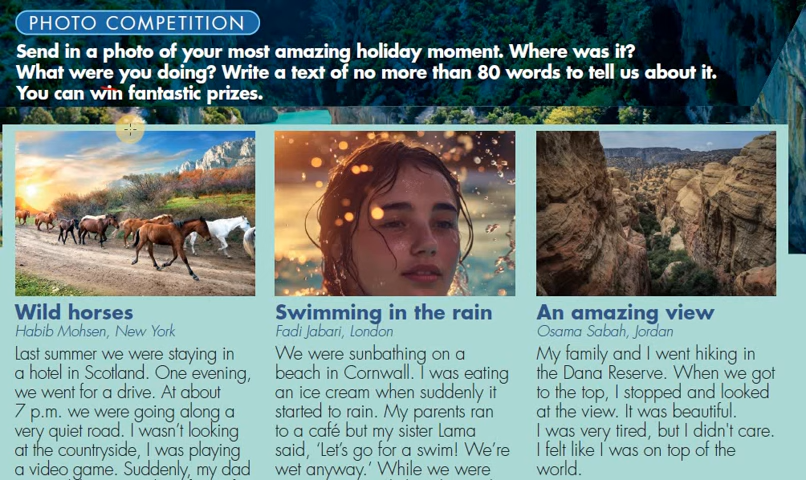 PHOTO COMPETITION
Send in a photo of your most amazing holiday moment. Where was it?
What were you doing? Write a text of no more than 80 words to tell us about it.
You can win fantastic prizes.
Wild horses
Habib Mohsen, New York
Last summer we were staying in
a hotel in Scotland. One evening,
we went for a drive. At about
7 p.m. we were going along a
very quiet road. I wasn't looking
at the countryside, I was playing
a video game. Suddenly, my dad
Swimming in the rain
Fadi Jabari, London
We were sunbathing on a
beach in Cornwall. I was eating
an ice cream when suddenly it
started to rain. My parents ran
to a café but my sister Lama
said, ‘Let's go for a swim! We're
wet anyway.’ While we were
An amazing view
Osama Sabah, Jordan
My family and I went hiking in
the Dana Reserve. When we got
to the top, I stopped and looked
at the view. It was beautiful.
I was very tired, but I didn't care.
I felt like I was on top of the
world.